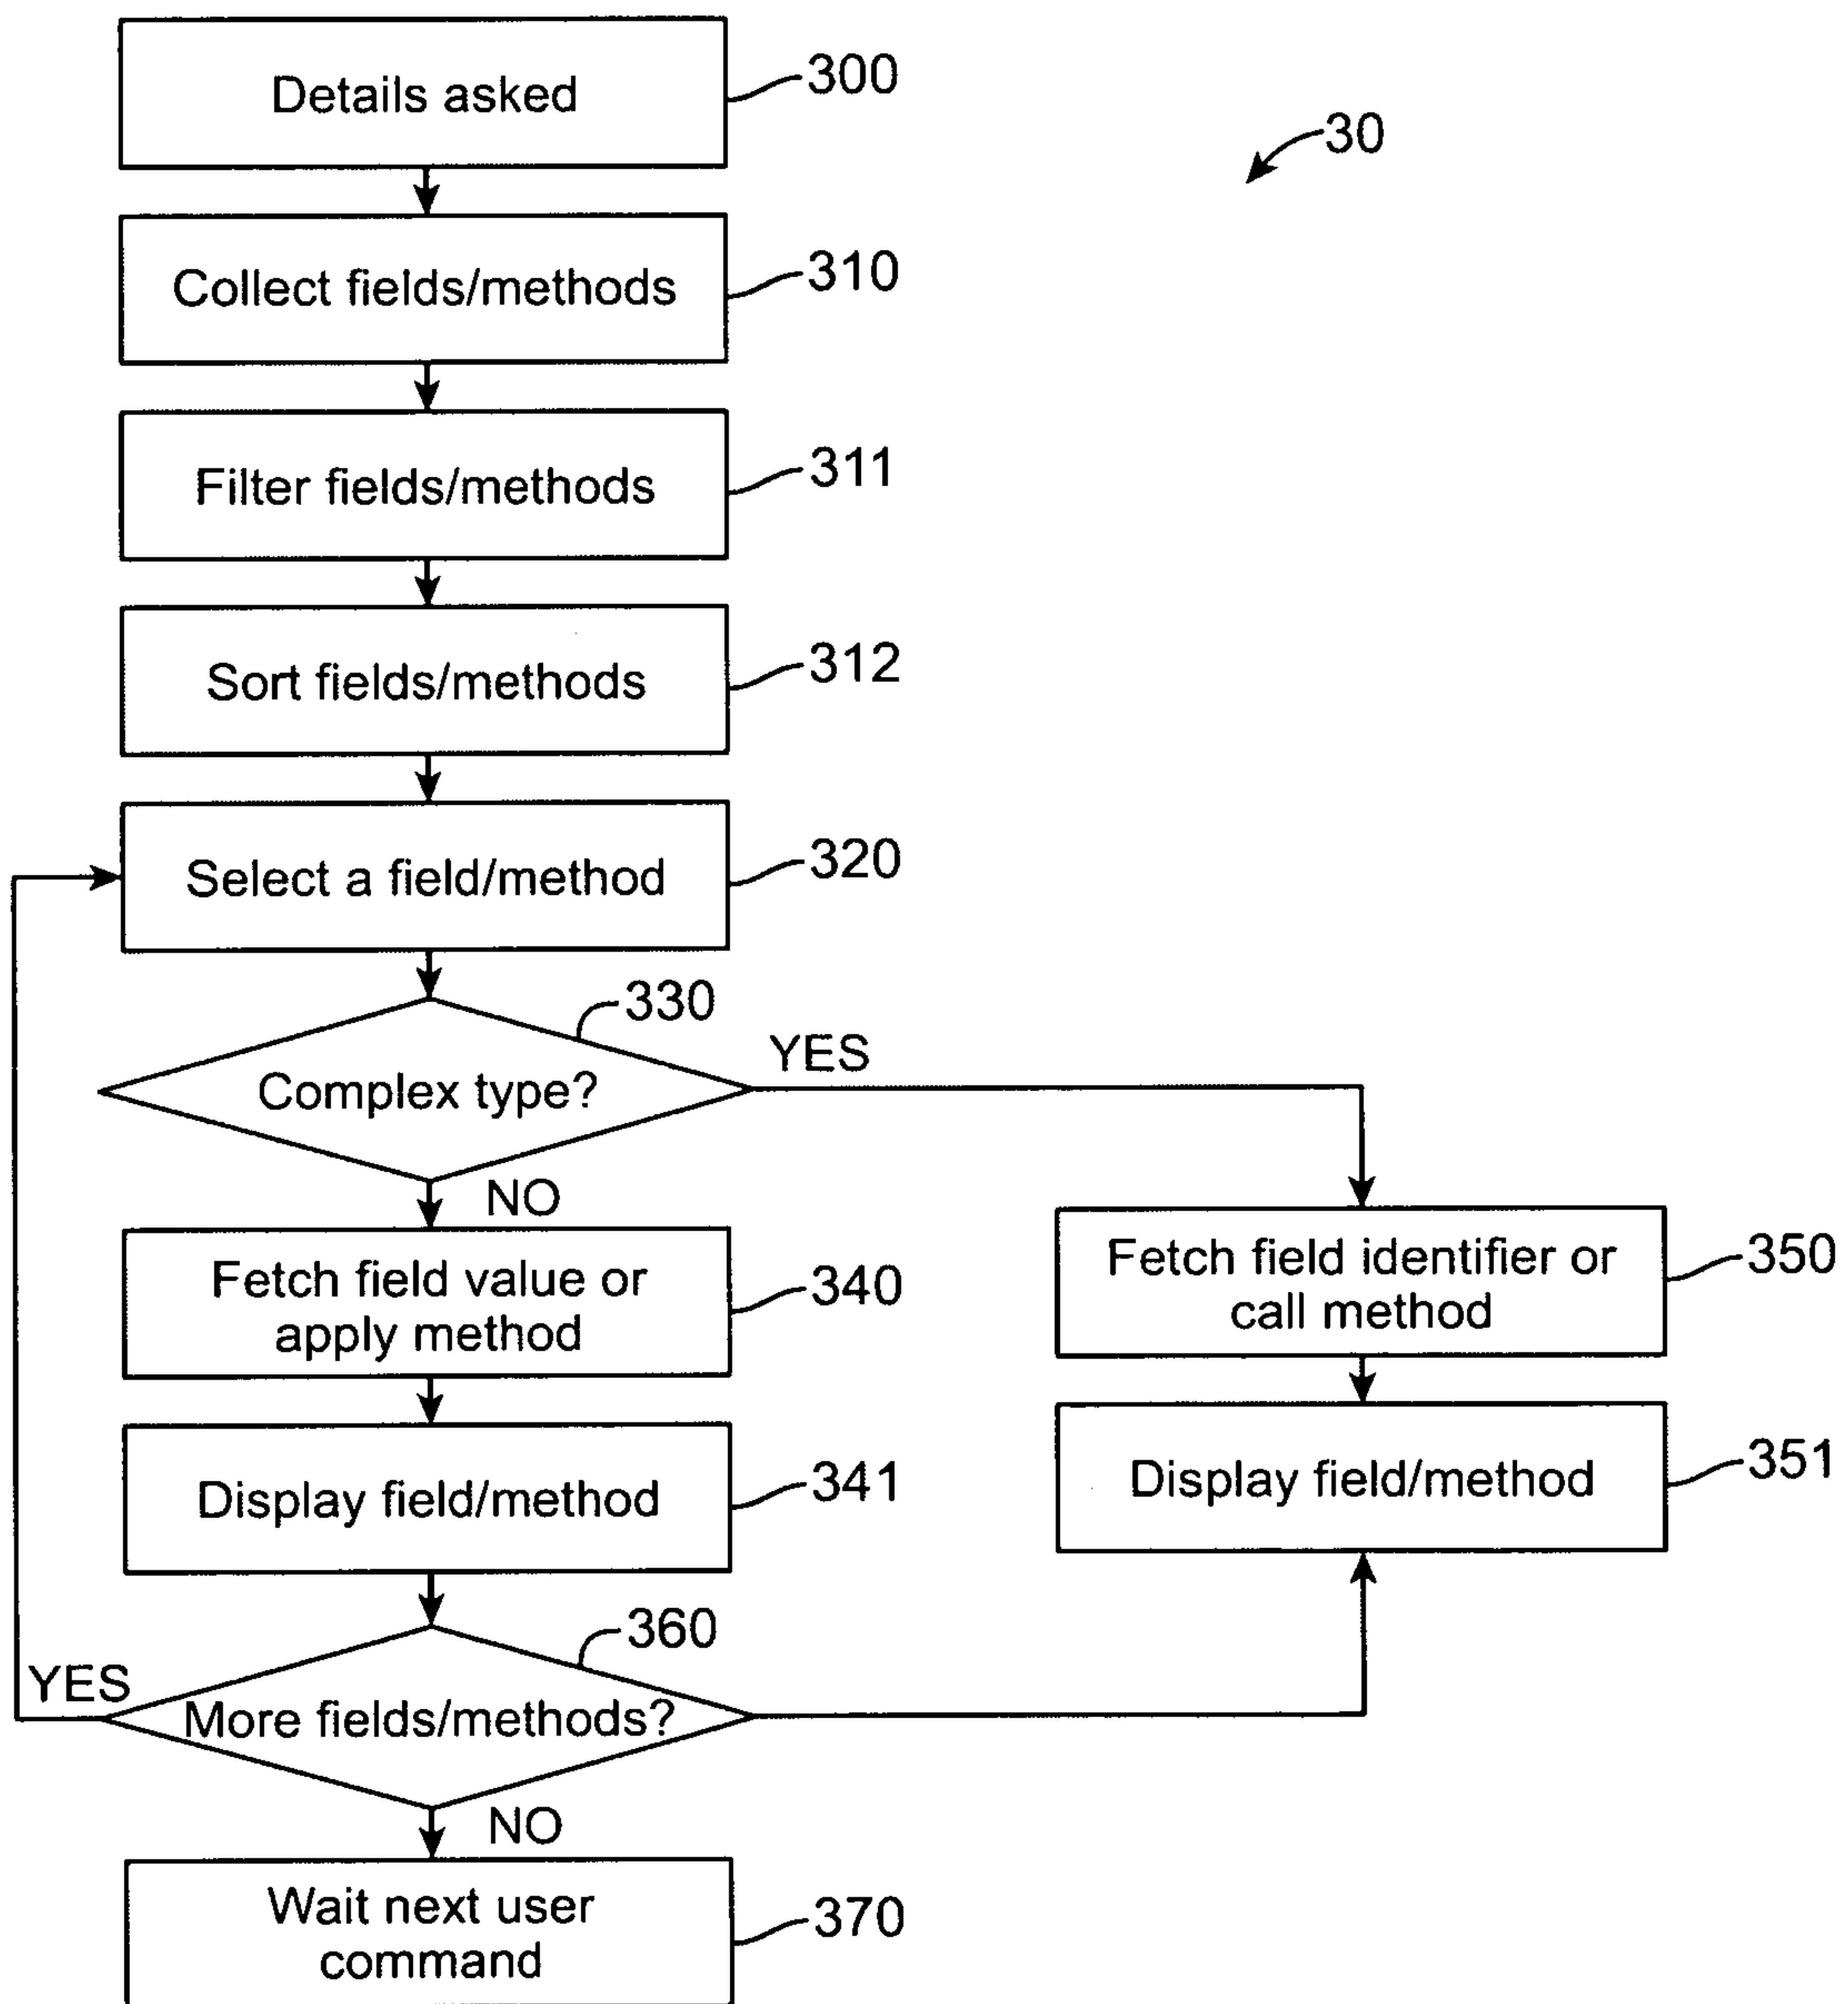 Details asked
300
30
Collect fields/methods
310
Filter fields/methods
311
Sort fields/methods
312
Select a field/method
320
330
Complex type?
YES
NO
Fetch field value or
apply method
340
Fetch field identifier or
call method
350
Display field/method
341
Display field/method
351
360
More fields/methods?
YES
NO
Wait next user
command
370